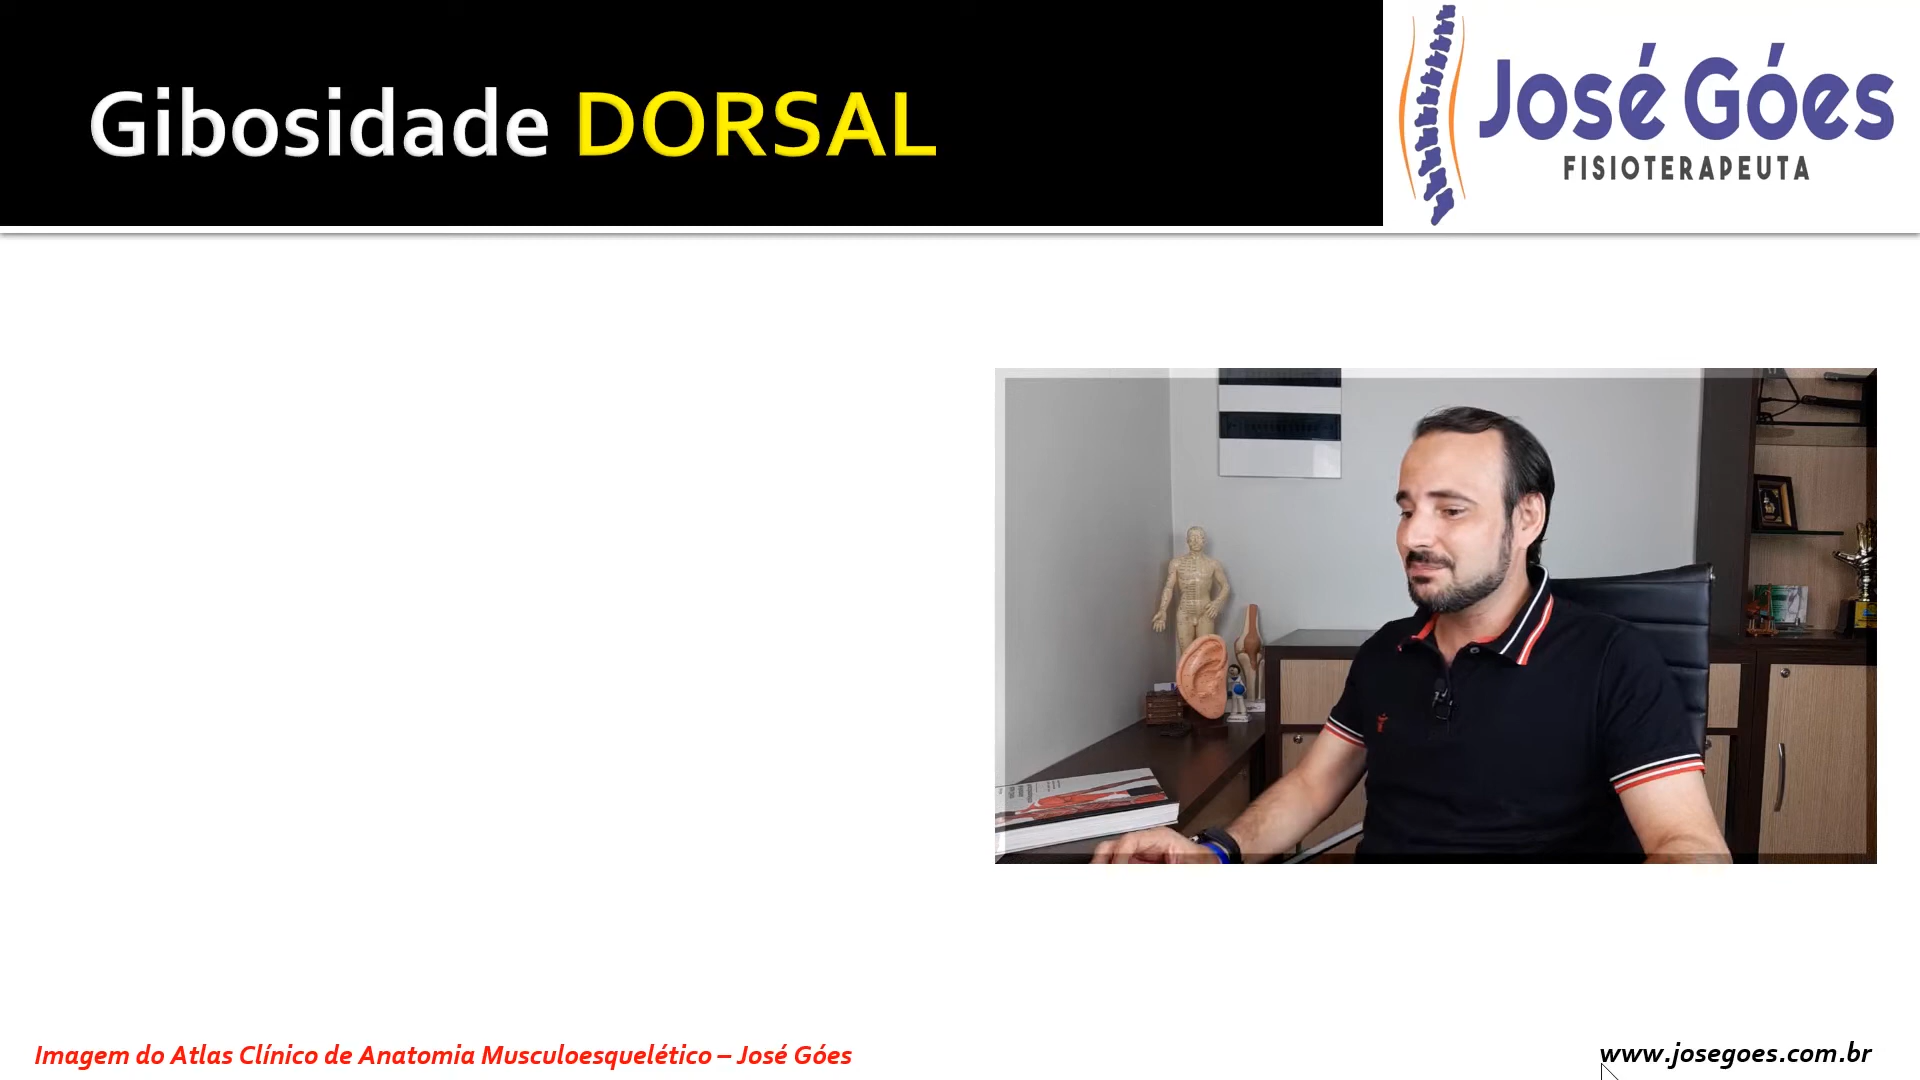 Gibosidade DORSAL
José Góes
FISIOTERAPEUTA
Imagem do Atlas Clínico de Anatomia Musculoesquelético – José Góes
www.josegoes.com.br